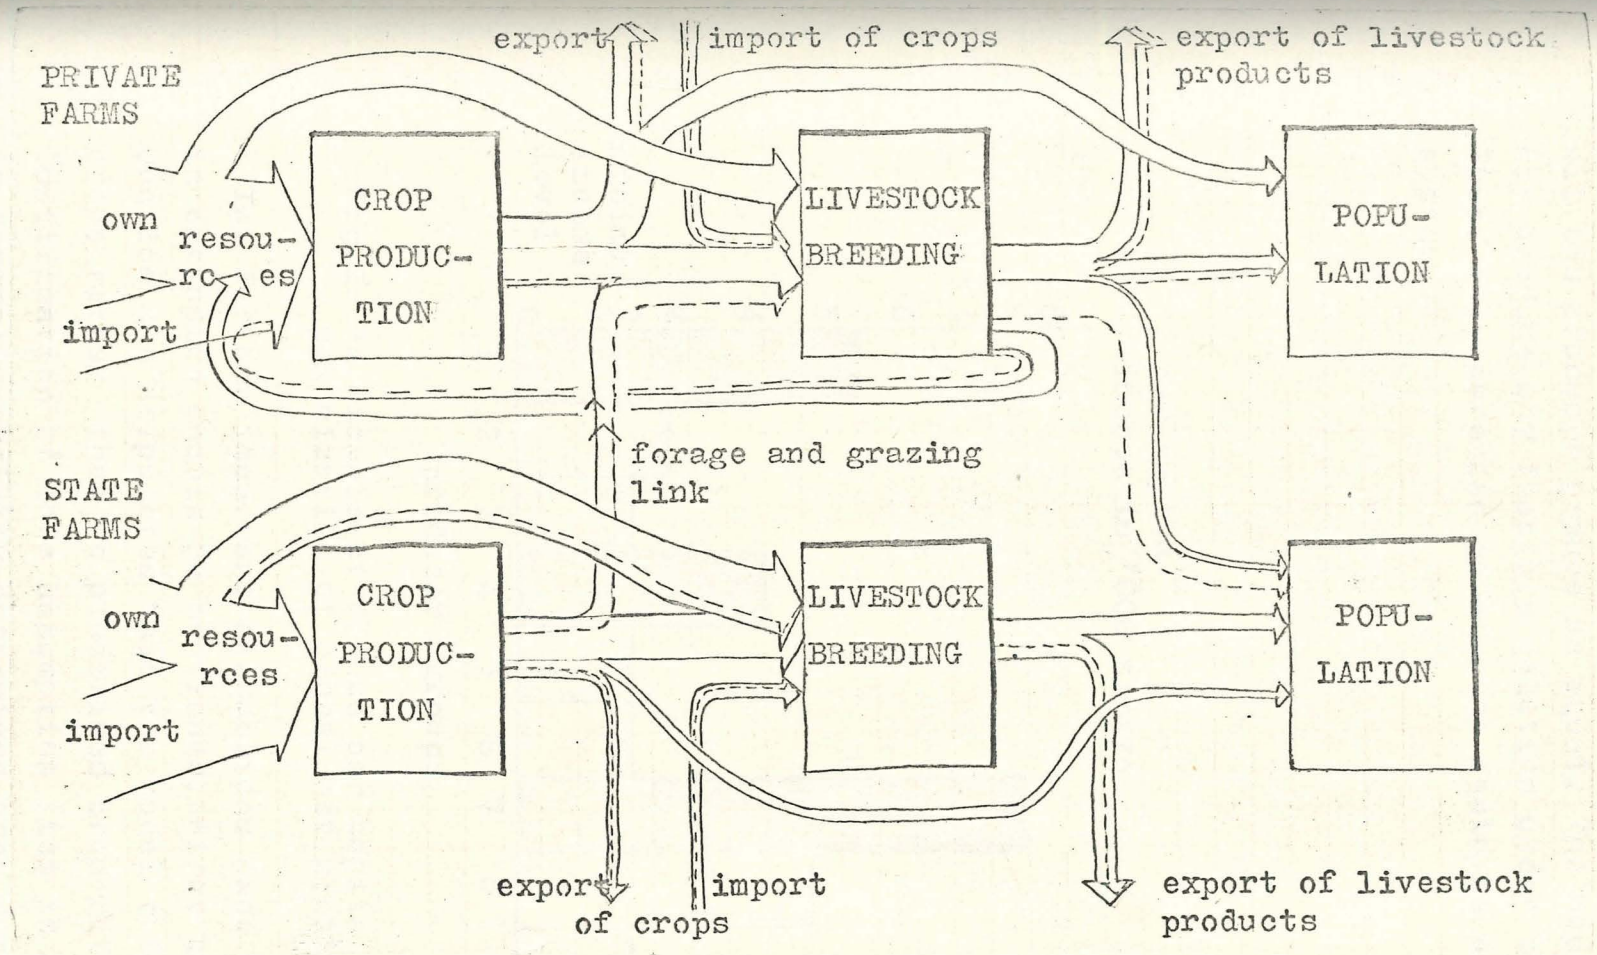 export
import of crops
export of livestock
products
PRIVATE
FARMS
own
resou-
rces
import
CROP
PRODUC-
TION
LIVESTOCK
BREEDING
POPU-
LATION
forage and grazing
link
STATE
FARMS
own
resou-
rces
import
CROP
PRODUC-
TION
LIVESTOCK
BREEDING
POPU-
LATION
export
import
of crops
export of livestock
products